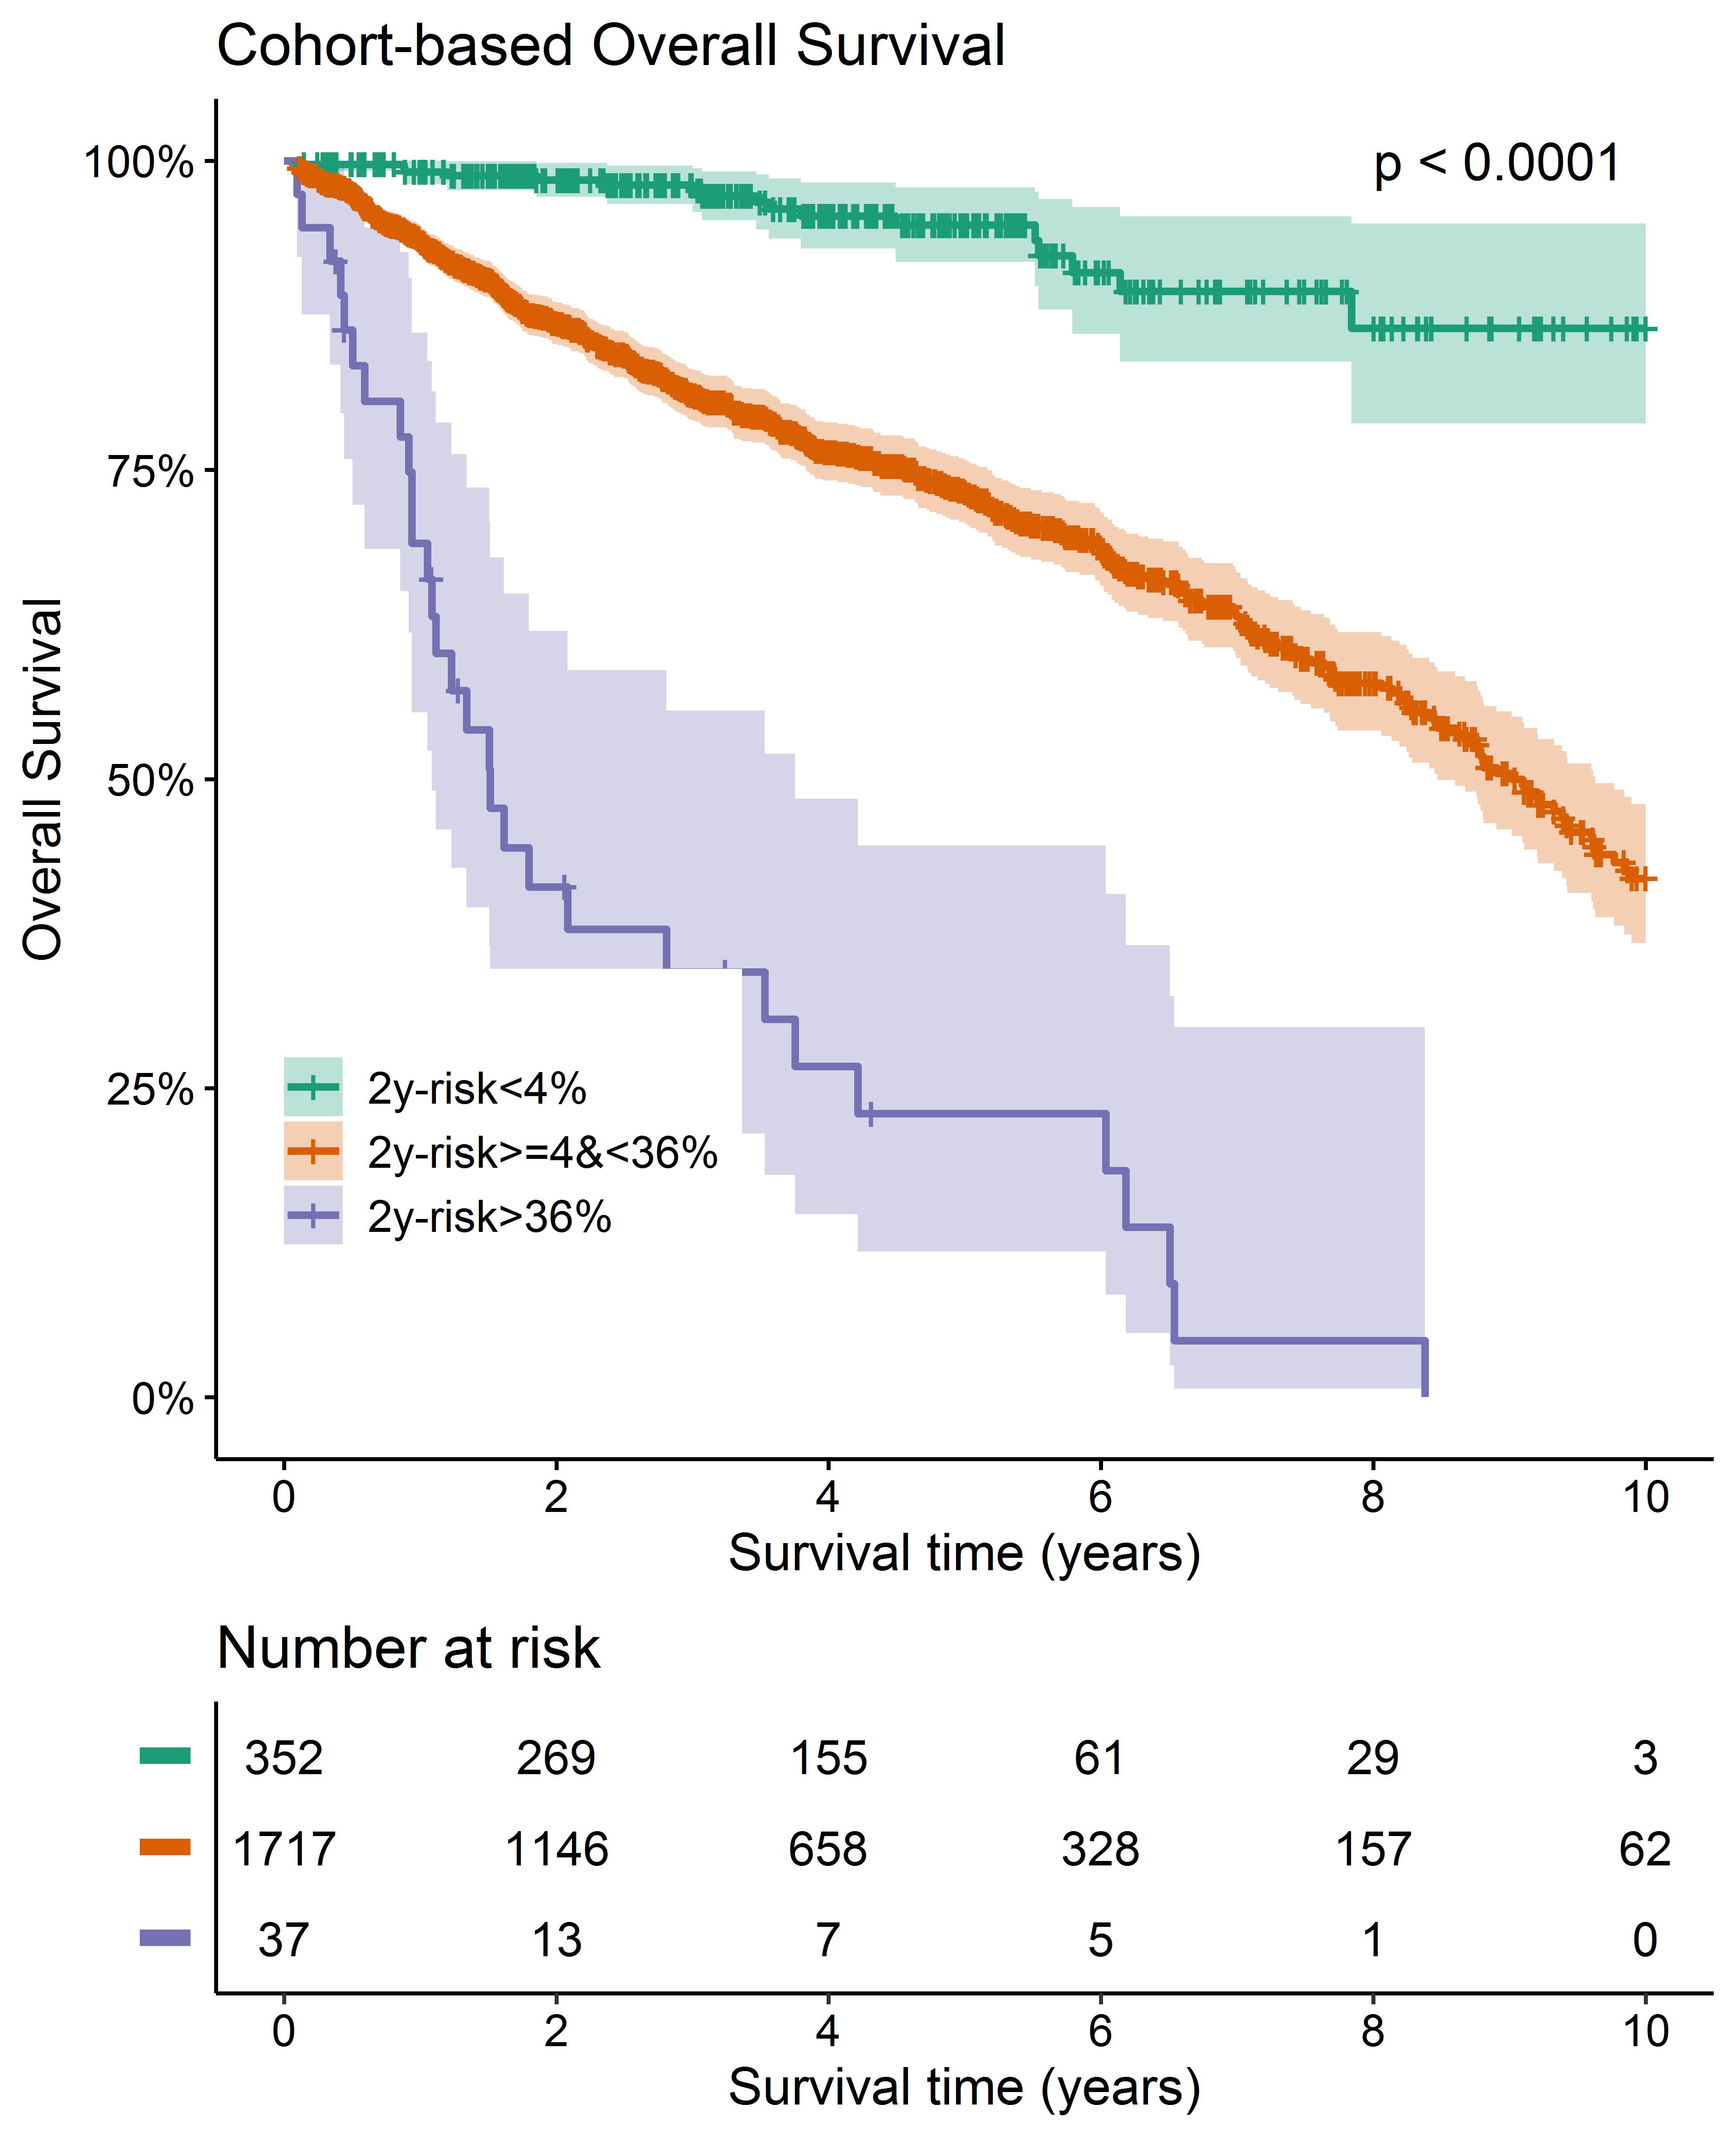 Cohort-based Overall Survival
100%
p < 0.0001
75%
50%
25%
0%
Overall Survival
2y-risk<4%
2y-risk>=4&<36%
2y-risk>36%
0 2 4 6 8 10
Survival time (years)
Number at risk
352 269 155 61 29 3
1717 1146 658 328 157 62
37 13 7 5 1 0
0 2 4 6 8 10
Survival time (years)